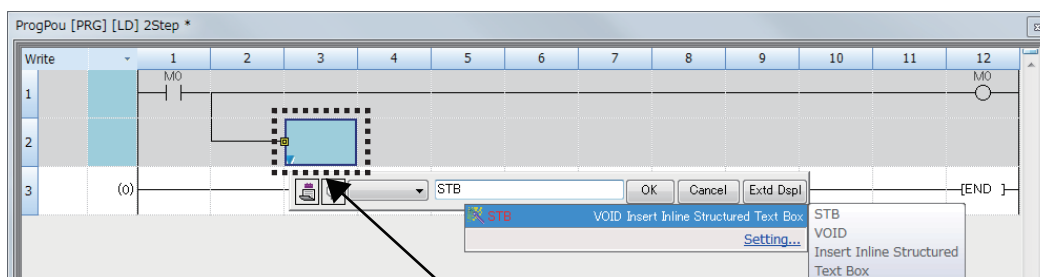 ProgPou [PRG] [LD] 2Step *
Write 1 2 3 4 5 6 7 8 9 10 11 12
M0 M0
1
2
3 (0) STB OK Cancel Extd Dspl [END ]
STB VOID Insert Inline Structured Text Box
Setting...
STB
VOID
Insert Inline Structured
Text Box